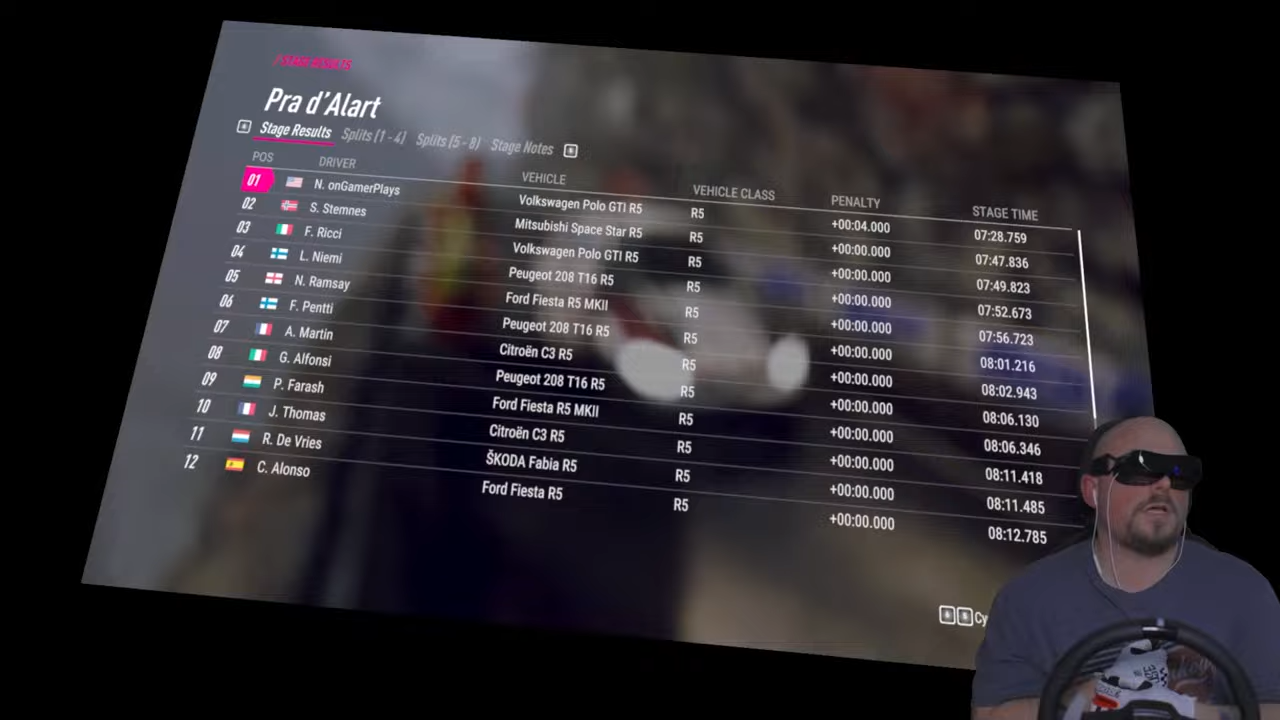 / STAGE RESULTS
Pra d'Alart
Stage Results Splits (1 - 4) Splits (5 - 8) Stage Notes
POS DRIVER VEHICLE VEHICLE CLASS PENALTY STAGE TIME
01 N. onGamerPlays Volkswagen Polo GTI R5 R5 +00:04.000 07:28.759
02 S. Stemnes Mitsubishi Space Star R5 R5 +00:00.000 07:47.836
03 F. Ricci Volkswagen Polo GTI R5 R5 +00:00.000 07:49.823
04 L. Niemi Peugeot 208 T16 R5 R5 +00:00.000 07:52.673
05 N. Ramsay Ford Fiesta R5 MKII R5 +00:00.000 07:56.723
06 F. Pentti Peugeot 208 T16 R5 R5 +00:00.000 08:01.216
07 A. Martin Citroën C3 R5 R5 +00:00.000 08:02.943
08 G. Alfonsi Peugeot 208 T16 R5 R5 +00:00.000 08:06.130
09 P. Farash Ford Fiesta R5 MKII R5 +00:00.000 08:06.346
10 J. Thomas Citroën C3 R5 R5 +00:00.000 08:11.418
11 R. De Vries ŠKODA Fabia R5 R5 +00:00.000 08:11.485
12 C. Alonso Ford Fiesta R5 R5 +00:00.000 08:12.785